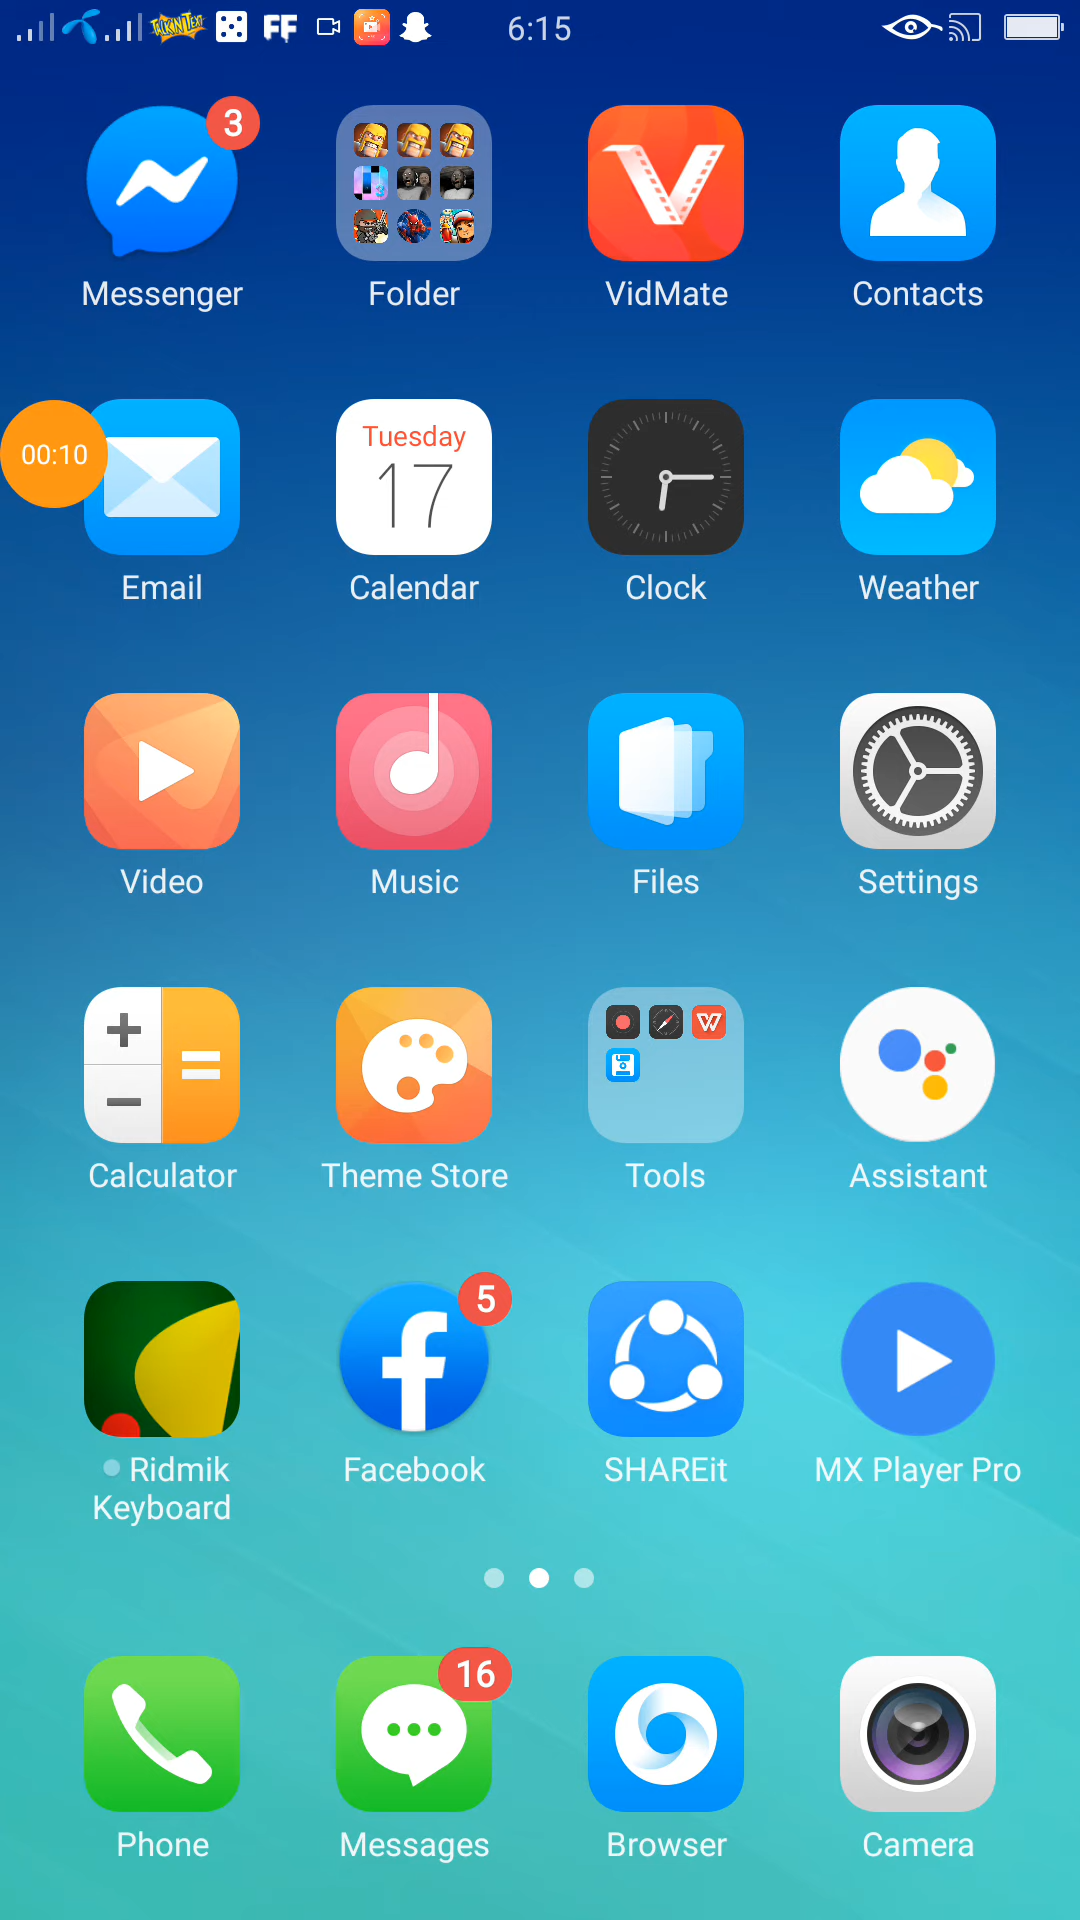 TALKIN TEXT FF 6:15
3
Messenger Folder VidMate Contacts
00:10
Tuesday
17
Email Calendar Clock Weather
Video Music Files Settings
Calculator Theme Store Tools Assistant
5
Ridmik Keyboard Facebook SHAREit MX Player Pro
16
Phone Messages Browser Camera